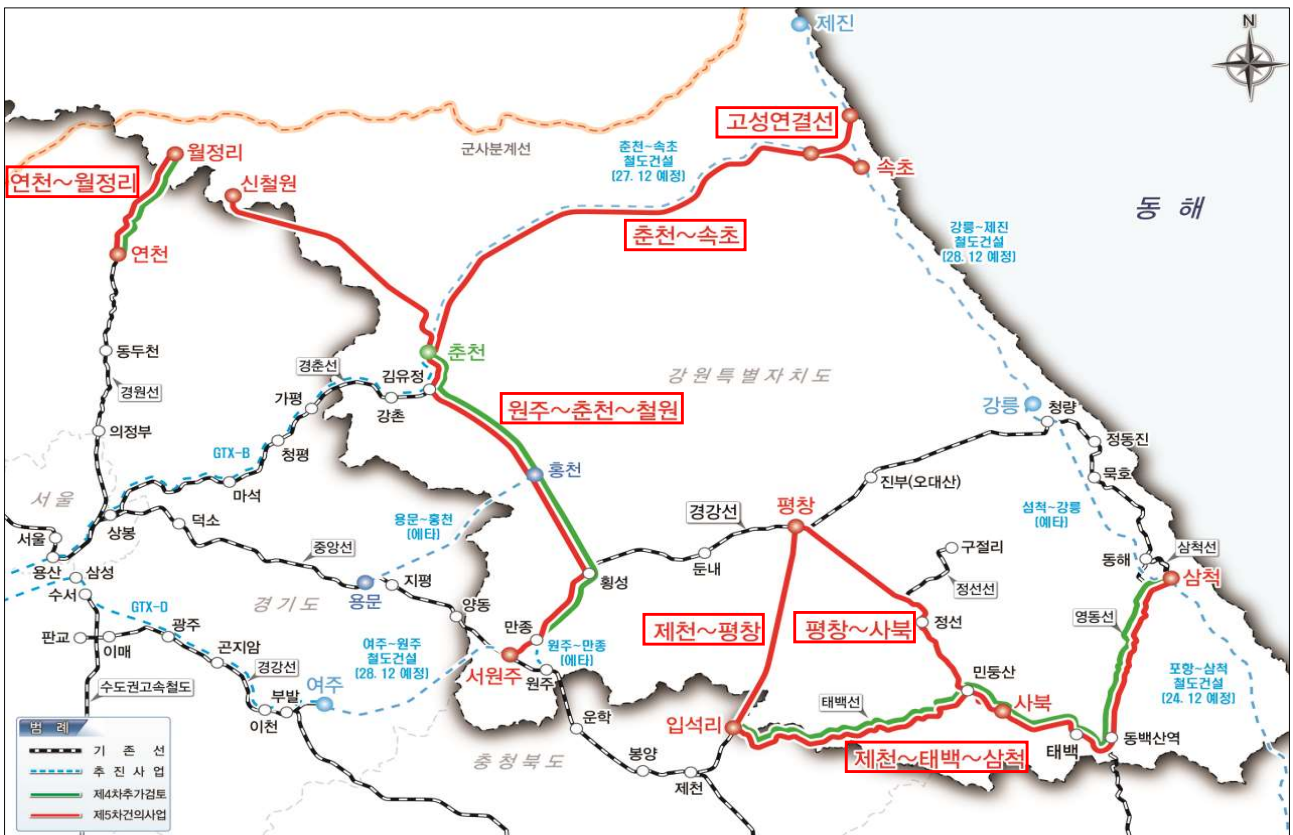 제진
N
고성연결선
군사분계선
춘천~속초
철도건설
(27. 12 예정)
월정리
연천~월정리
신철원
속초
동 해
춘천~속초
강릉~제진
철도건설
(28. 12 예정)
연천
동두천
경원선
춘천
경춘선
김유정
강원특별자치도
가평
강촌
원주~춘천~철원
강릉
청량
의정부
청평
GTX-B
정동진
마석
홍천
진부(오대산)
묵호
서울
상봉
덕소
용문~홍천
(예타)
평창
경강선
삼척~강릉
(예타)
서울
중앙선
구절리
동해
삼척선
용산
삼성
둔내
정선선
삼척
수서
용문
지평
횡성
GTX-D
경기도
양동
영동선
판교
이매
광주
만종
제천~평창
평창~사북
정선
곤지암
여주~원주
철도건설
(28. 12 예정)
원주~만종
(예타)
경강선
서원주
원주
포항~삼척
철도건설
(24. 12 예정)
수도권고속철도
부발
여주
민둥산
이천
태백선
사북
운학
입석리
범 례
태백
동백산역
기 존 선
제천~태백~삼척
추 진 사 업
충청북도
봉양
제천
제4차추가검토
제5차건의사업